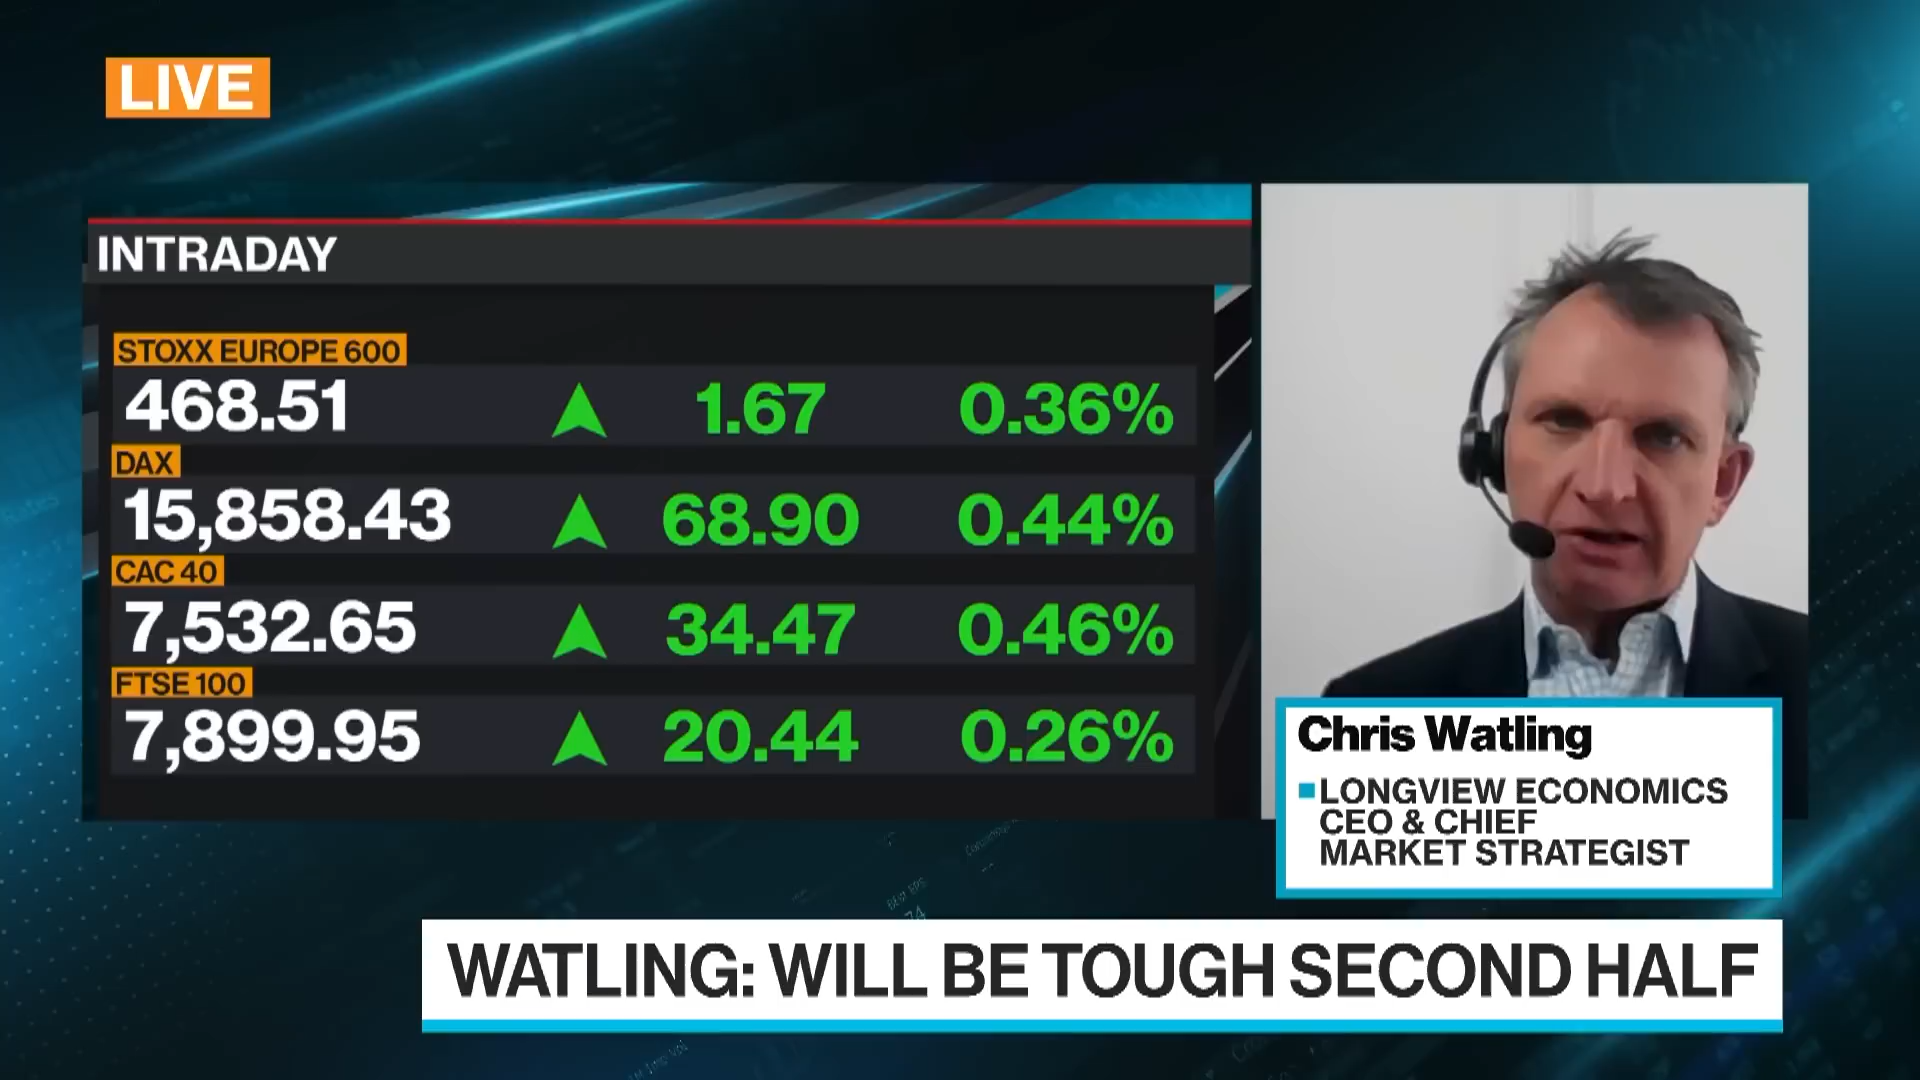 LIVE
INTRADAY
STOXX EUROPE 600
468.51 ▲ 1.67 0.36%
DAX
15,858.43 ▲ 68.90 0.44%
CAC 40
7,532.65 ▲ 34.47 0.46%
FTSE 100
7,899.95 ▲ 20.44 0.26%
Chris Watling
LONGVIEW ECONOMICS
CEO & CHIEF
MARKET STRATEGIST
WATLING: WILL BE TOUGH SECOND HALF